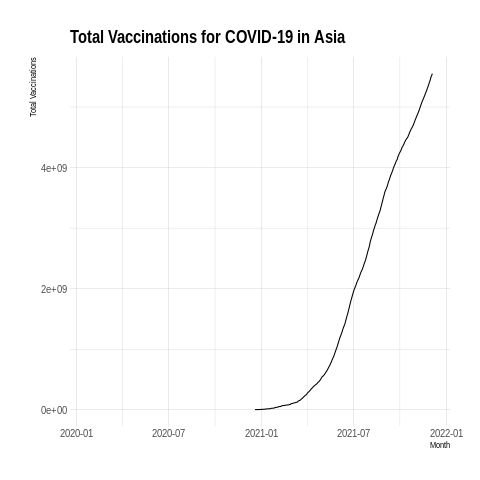 Total Vaccinations for COVID-19 in Asia
Total Vaccinations
4e+09
2e+09
0e+00
2020-01 2020-07 2021-01 2021-07 2022-01
Month